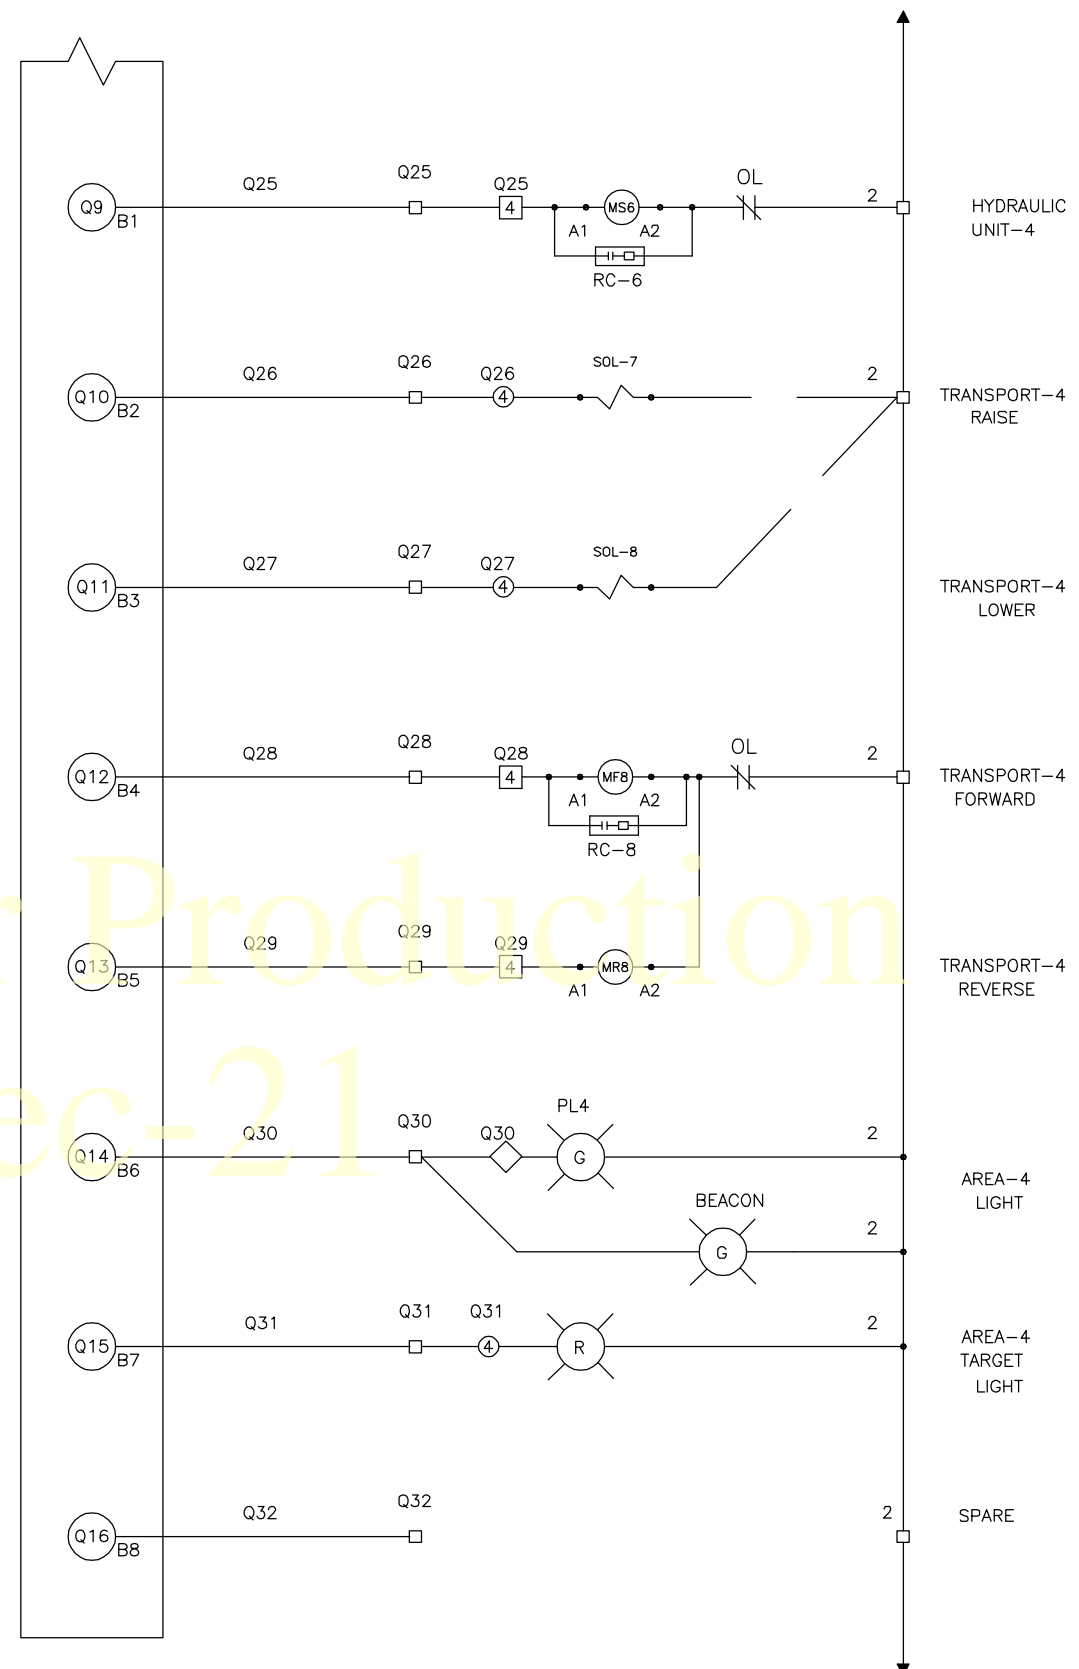 Q9
B1
Q25
Q25
Q25
4
A1
MS6
A2
RC-6
OL
2
HYDRAULIC
UNIT-4
Q10
B2
Q26
Q26
Q26
4
SOL-7
2
TRANSPORT-4
RAISE
Q11
B3
Q27
Q27
Q27
4
SOL-8
TRANSPORT-4
LOWER
Q12
B4
Q28
Q28
Q28
4
A1
MF8
A2
RC-8
OL
2
TRANSPORT-4
FORWARD
r Production
Q13
B5
Q29
Q29
Q29
4
A1
MR8
A2
TRANSPORT-4
REVERSE
ec-21
Q14
B6
Q30
Q30
Q30
PL4
G
2
BEACON
G
2
AREA-4
LIGHT
Q15
B7
Q31
Q31
Q31
4
R
2
AREA-4
TARGET
LIGHT
Q16
B8
Q32
Q32
2
SPARE